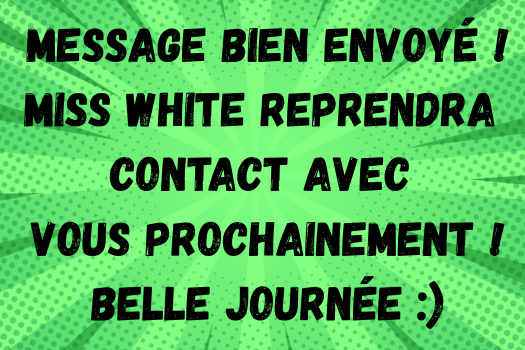 MESSAGE BIEN ENVOYÉ !
MISS WHITE REPRENDRA
CONTACT AVEC
VOUS PROCHAINEMENT !
BELLE JOURNÉE :)